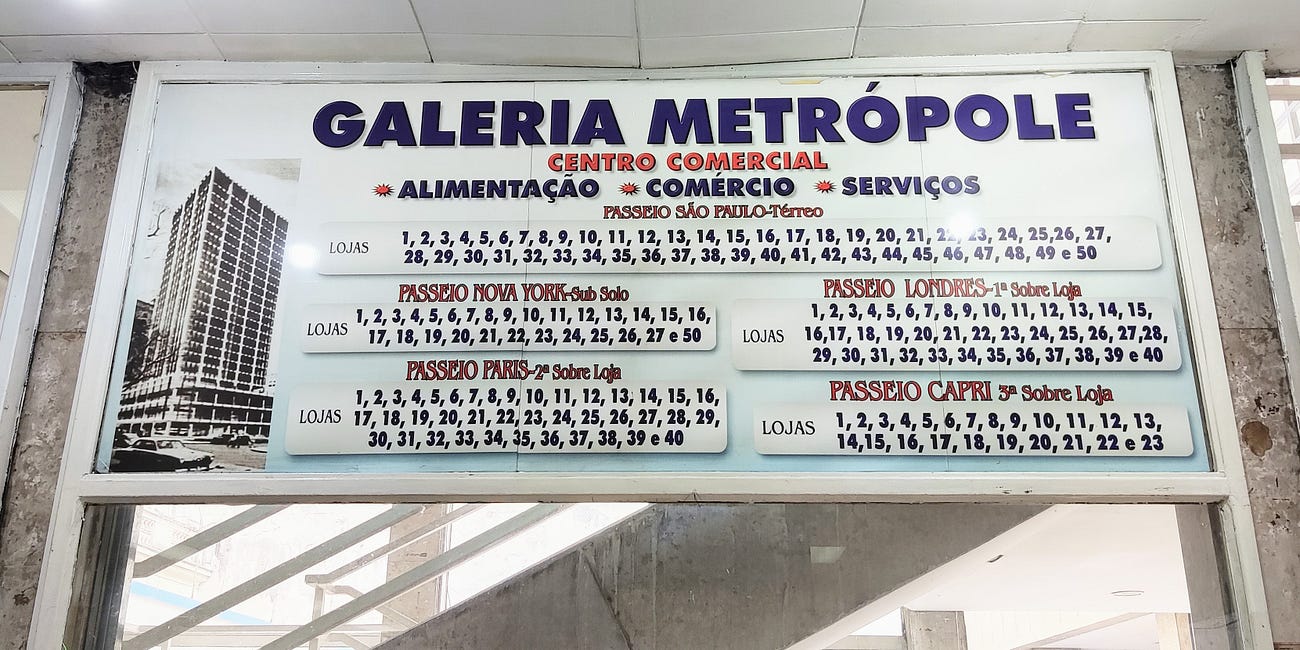 GALERIA METRÓPOLE
CENTRO COMERCIAL
ALIMENTAÇÃO COMÉRCIO SERVIÇOS
PASSEIO SÃO PAULO-Térreo
LOJAS
1, 2, 3, 4, 5, 6, 7, 8, 9, 10, 11, 12, 13, 14, 15, 16, 17, 18, 19, 20, 21, 22, 23, 24, 25,26, 27,
28, 29, 30, 31, 32, 33, 34, 35, 36, 37, 38, 39, 40, 41, 42, 43, 44, 45, 46, 47, 48, 49 e 50
PASSEIO NOVA YORK-Sub Solo
LOJAS
1, 2, 3, 4, 5, 6, 7, 8, 9, 10, 11, 12, 13, 14, 15, 16,
17, 18, 19, 20, 21, 22, 23, 24, 25, 26, 27 e 50
PASSEIO LONDRES-1ª Sobre Loja
LOJAS
1, 2, 3, 4, 5, 6, 7, 8, 9, 10, 11, 12, 13, 14, 15,
16,17, 18, 19, 20, 21, 22, 23, 24, 25, 26, 27,28,
29, 30, 31, 32, 33, 34, 35, 36, 37, 38, 39 e 40
PASSEIO PARIS-2ª Sobre Loja
LOJAS
1, 2, 3, 4, 5, 6, 7, 8, 9, 10, 11, 12, 13, 14, 15, 16,
17, 18, 19, 20, 21, 22, 23, 24, 25, 26, 27, 28, 29,
30, 31, 32, 33, 34, 35, 36, 37, 38, 39 e 40
PASSEIO CAPRI 3ª Sobre Loja
LOJAS
1, 2, 3, 4, 5, 6, 7, 8, 9, 10, 11, 12, 13,
14,15, 16, 17, 18, 19, 20, 21, 22 e 23